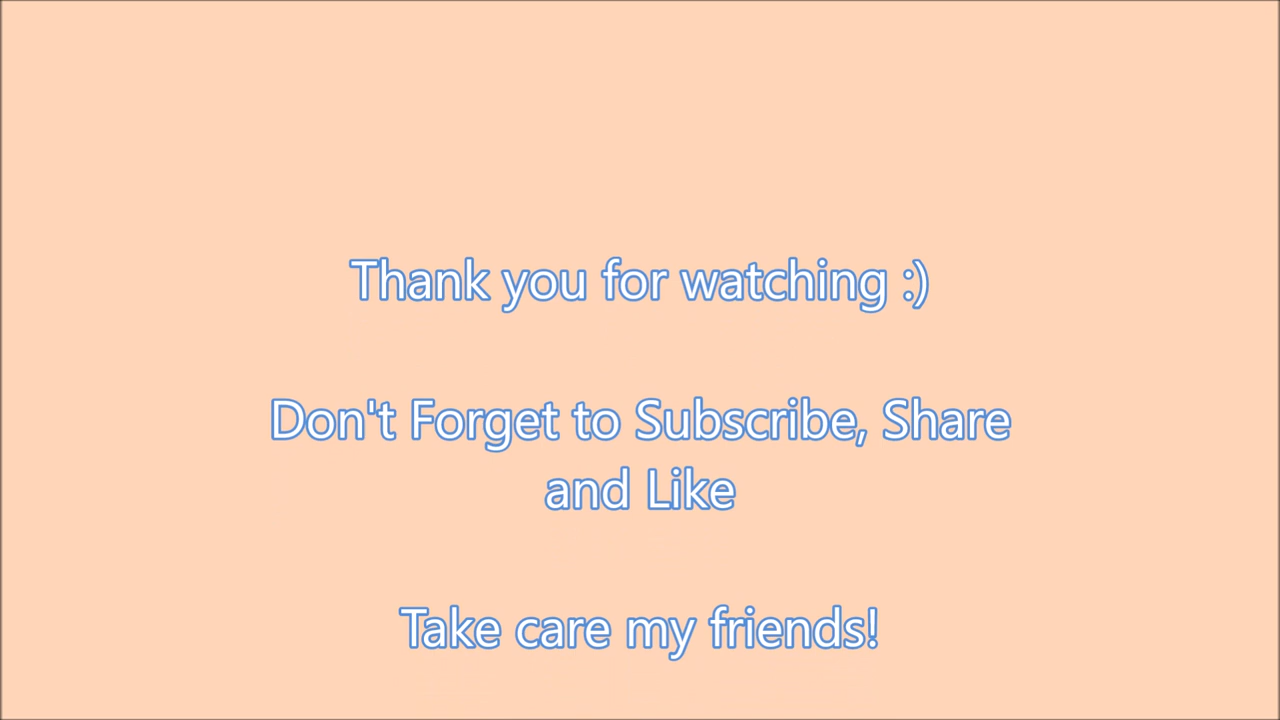 Thank you for watching :)
Don't Forget to Subscribe, Share
and Like
Take care my friends!